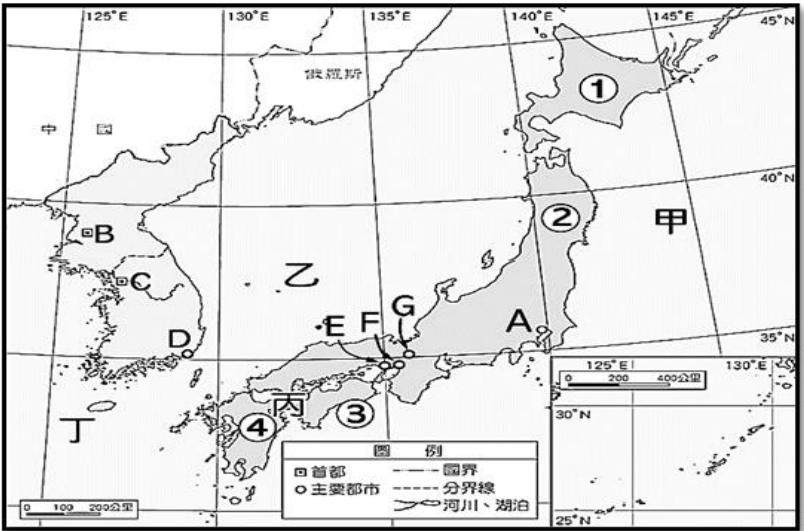 125°E
130°E
135°E
140°E
145°E
45°N
俄羅斯
①
中 國
40°N
②
甲
B
乙
C
G
F
E
A
D
35°N
125°E
130°E
0 200 400公里
丙
③
30°N
丁
④
圖 例
首都
國界
主要都市
分界線
河川、湖泊
0 100 200公里
25°N